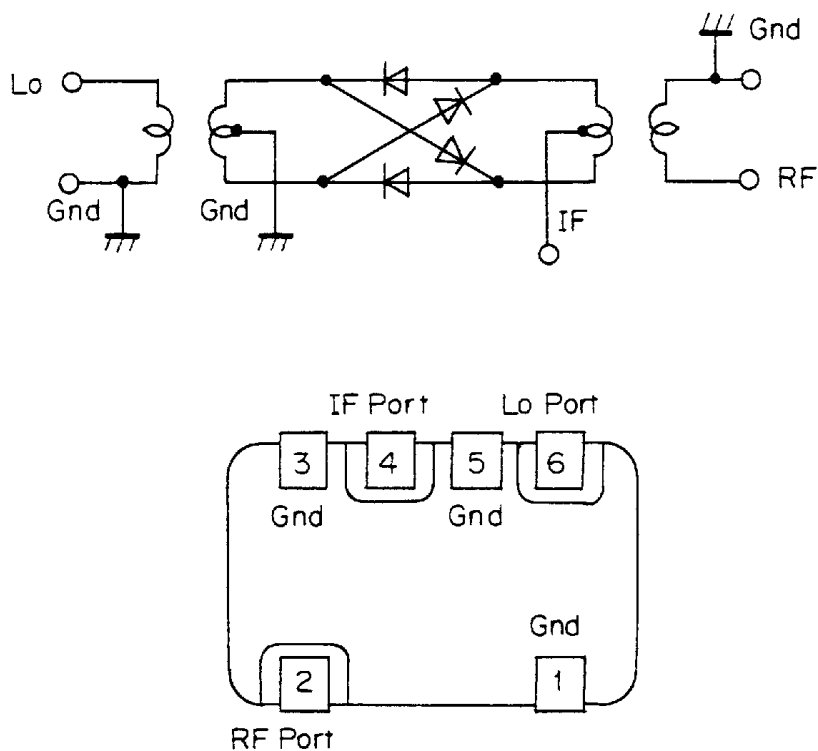 Gnd
Lo
Gnd
Gnd
IF
RF
IF Port
Lo Port
3
4
5
6
Gnd
Gnd
Gnd
2
1
RF Port